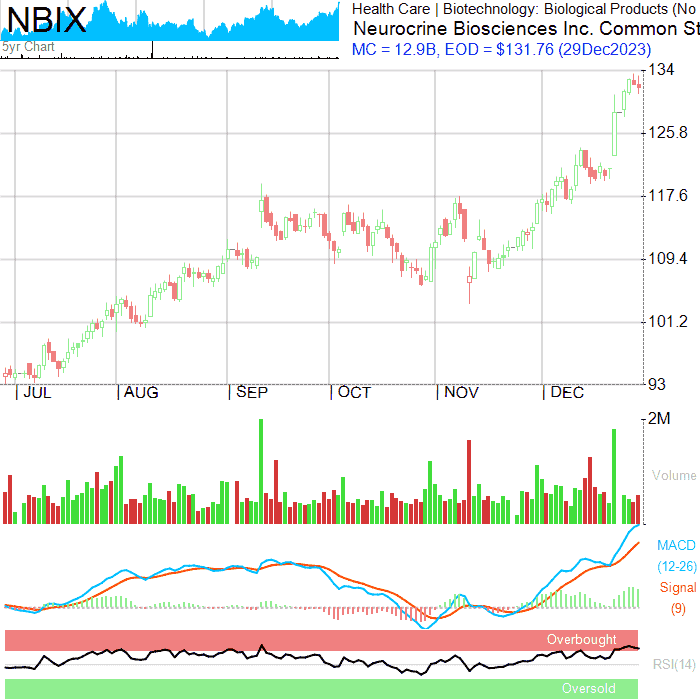 NBIX
5yr Chart
Health Care | Biotechnology: Biological Products (No
Neurocrine Biosciences Inc. Common St
MC = 12.9B, EOD = $131.76 (29Dec2023)
134
125.8
117.6
109.4
101.2
93
JUL AUG SEP OCT NOV DEC
2M
Volume
MACD
(12-26)
Signal
(9)
Overbought
RSI(14)
Oversold